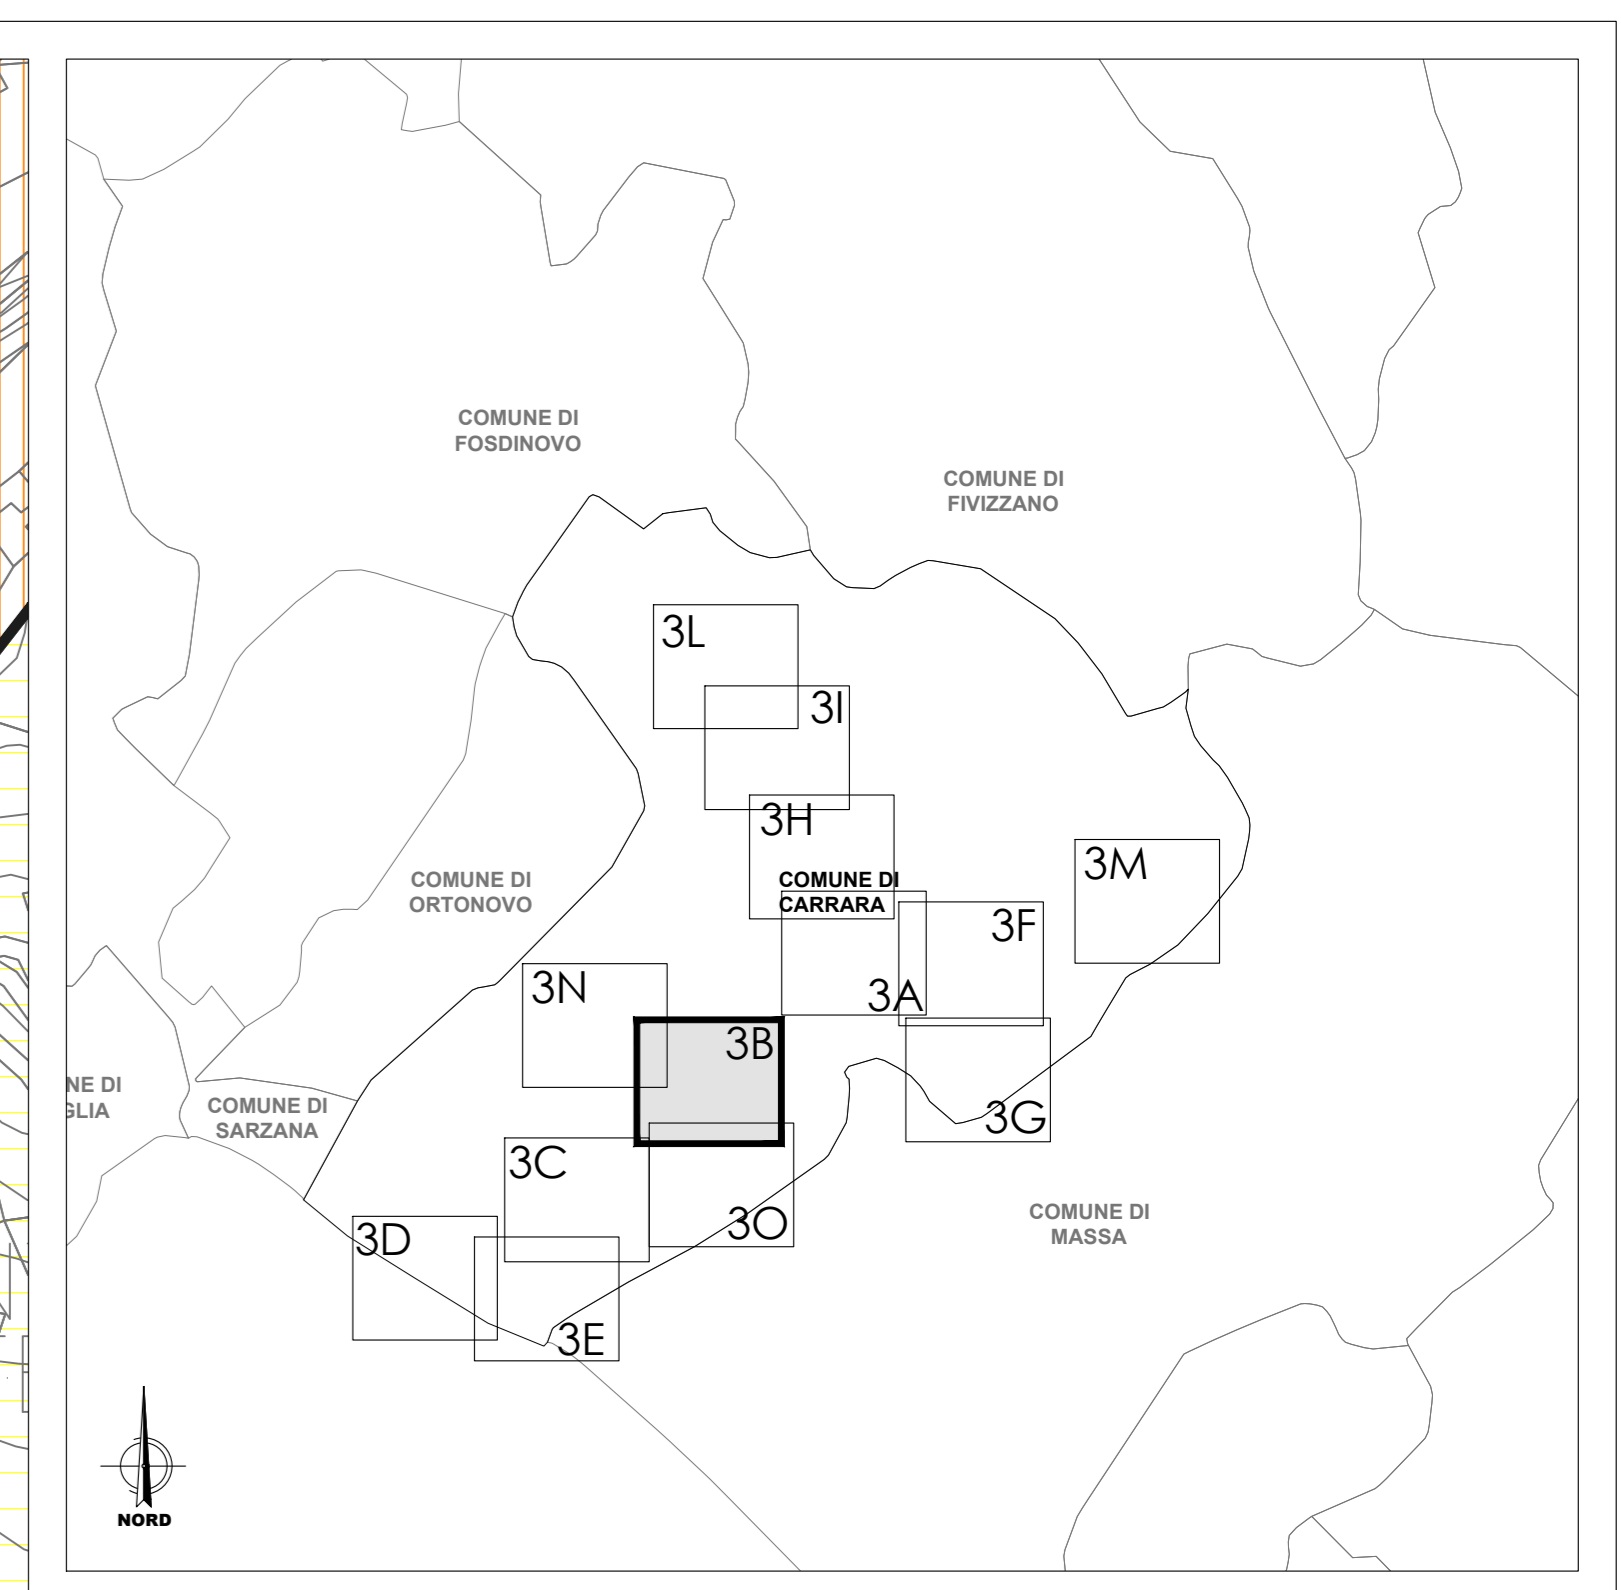 COMUNE DI
FOSDINOVO
COMUNE DI
FIVIZZANO
3L
3I
3H
3M
COMUNE DI
ORTONOVO
COMUNE DI
CARRARA
3F
3N
3A
3B
NE DI
GLIA
COMUNE DI
SARZANA
3G
3C
3O
COMUNE DI
MASSA
3D
3E
NORD